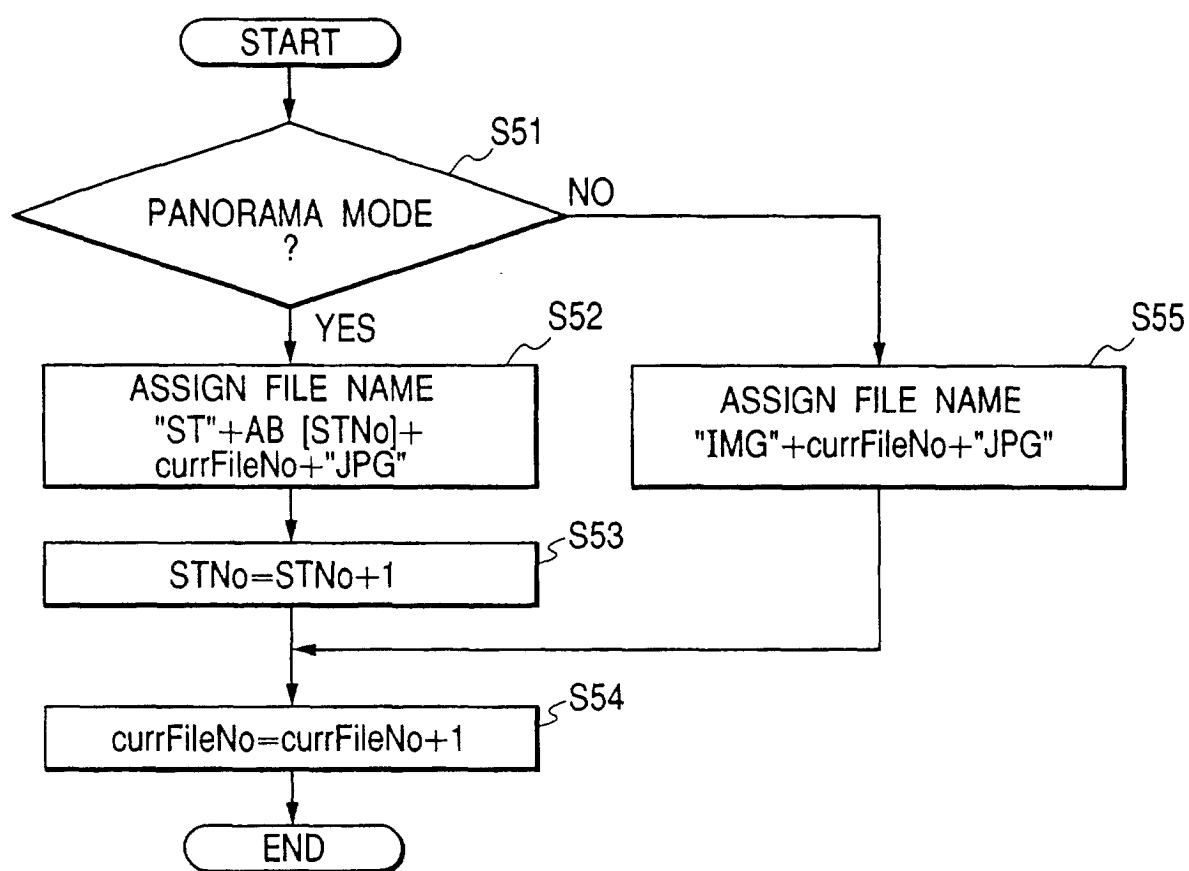 START
S51
PANORAMA MODE
?
NO
YES
S52
ASSIGN FILE NAME
"ST"+AB [STNo]+
currFileNo+"JPG"
S55
ASSIGN FILE NAME
"IMG"+currFileNo+"JPG"
S53
STNo=STNo+1
S54
currFileNo=currFileNo+1
END